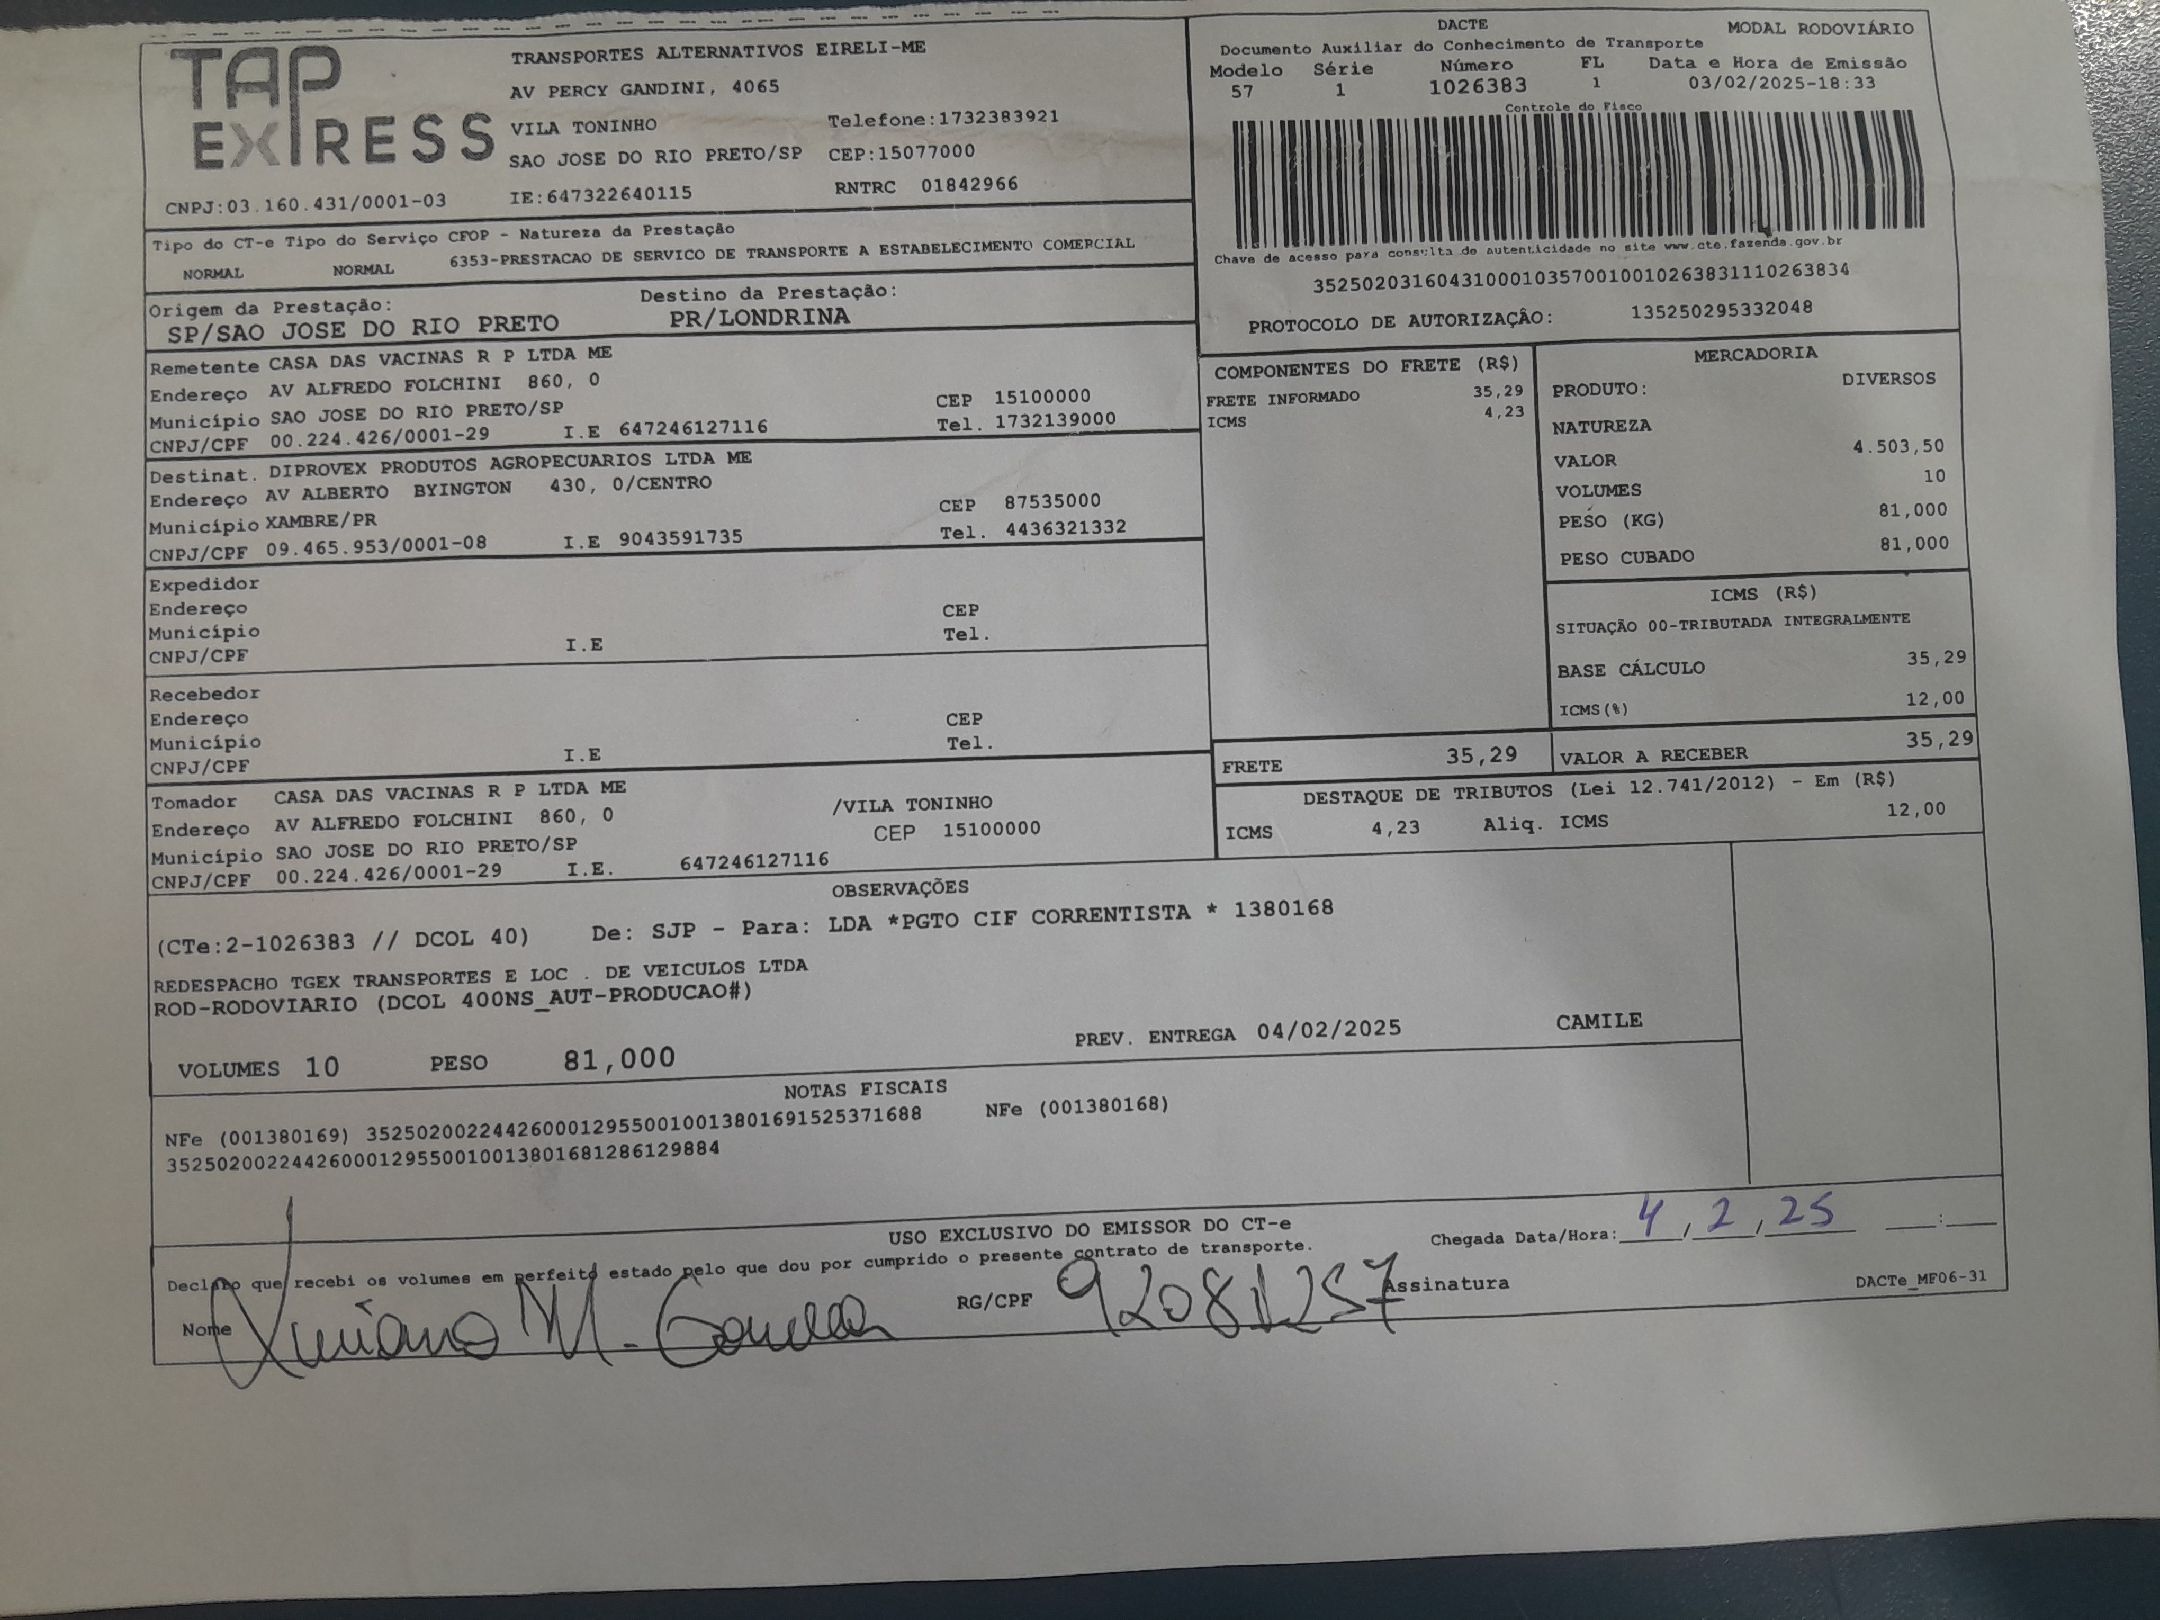 TAP
EXPRESS
TRANSPORTES ALTERNATIVOS EIRELI-ME
AV PERCY GANDINI, 4065
VILA TONINHO Telefone:1732383921
SAO JOSE DO RIO PRETO/SP CEP:15077000
CNPJ:03.160.431/0001-03 IE:647322640115 RNTRC 01842966
DACTE MODAL RODOVIÁRIO
Documento Auxiliar do Conhecimento de Transporte
Modelo Série Número FL Data e Hora de Emissão
57 1 1026383 1 03/02/2025-18:33
Controle do Fisco
Chave de acesso para consulta de autenticidade no site www.cte.fazenda.gov.br
35250203160431000103570010010263831110263834
PROTOCOLO DE AUTORIZAÇÃO: 135250295332048
Tipo do CT-e Tipo do Serviço CFOP - Natureza da Prestação
NORMAL NORMAL 6353-PRESTACAO DE SERVICO DE TRANSPORTE A ESTABELECIMENTO COMERCIAL
Origem da Prestação: Destino da Prestação:
SP/SAO JOSE DO RIO PRETO PR/LONDRINA
Remetente CASA DAS VACINAS R P LTDA ME
Endereço AV ALFREDO FOLCHINI 860, 0 CEP 15100000
Município SAO JOSE DO RIO PRETO/SP Tel. 1732139000
CNPJ/CPF 00.224.426/0001-29 I.E 647246127116
Destinat. DIPROVEX PRODUTOS AGROPECUARIOS LTDA ME
Endereço AV ALBERTO BYINGTON 430, 0/CENTRO CEP 87535000
Município XAMBRE/PR Tel. 4436321332
CNPJ/CPF 09.465.953/0001-08 I.E 9043591735
Expedidor
Endereço CEP
Município Tel.
CNPJ/CPF I.E
Recebedor
Endereço CEP
Município Tel.
CNPJ/CPF I.E
Tomador CASA DAS VACINAS R P LTDA ME /VILA TONINHO
Endereço AV ALFREDO FOLCHINI 860, 0 CEP 15100000
Município SAO JOSE DO RIO PRETO/SP
CNPJ/CPF 00.224.426/0001-29 I.E. 647246127116
COMPONENTES DO FRETE (R$)
FRETE INFORMADO 35,29
ICMS 4,23
MERCADORIA
PRODUTO: DIVERSOS
NATUREZA
VALOR 4.503,50
VOLUMES 10
PESO (KG) 81,000
PESO CUBADO 81,000
ICMS (R$)
SITUAÇÃO 00-TRIBUTADA INTEGRALMENTE
BASE CÁLCULO 35,29
ICMS(%) 12,00
FRETE 35,29 VALOR A RECEBER 35,29
DESTAQUE DE TRIBUTOS (Lei 12.741/2012) - Em (R$)
ICMS 4,23 Aliq. ICMS 12,00
OBSERVAÇÕES
(CTe:2-1026383 // DCOL 40) De: SJP - Para: LDA *PGTO CIF CORRENTISTA * 1380168
REDESPACHO TGEX TRANSPORTES E LOC . DE VEICULOS LTDA
ROD-RODOVIARIO (DCOL 400NS_AUT-PRODUCAO#)
PREV. ENTREGA 04/02/2025 CAMILE
VOLUMES 10 PESO 81,000
NOTAS FISCAIS
NFe (001380169) 35250200224426000129550010013801691525371688 NFe (001380168)
35250200224426000129550010013801681286129884
USO EXCLUSIVO DO EMISSOR DO CT-e
Chegada Data/Hora: 4 / 2 / 25 __:__
Declaro que recebi os volumes em perfeito estado pelo que dou por cumprido o presente contrato de transporte.
Nome M. RG/CPF 92081257 Assinatura DACTe_MF06-31